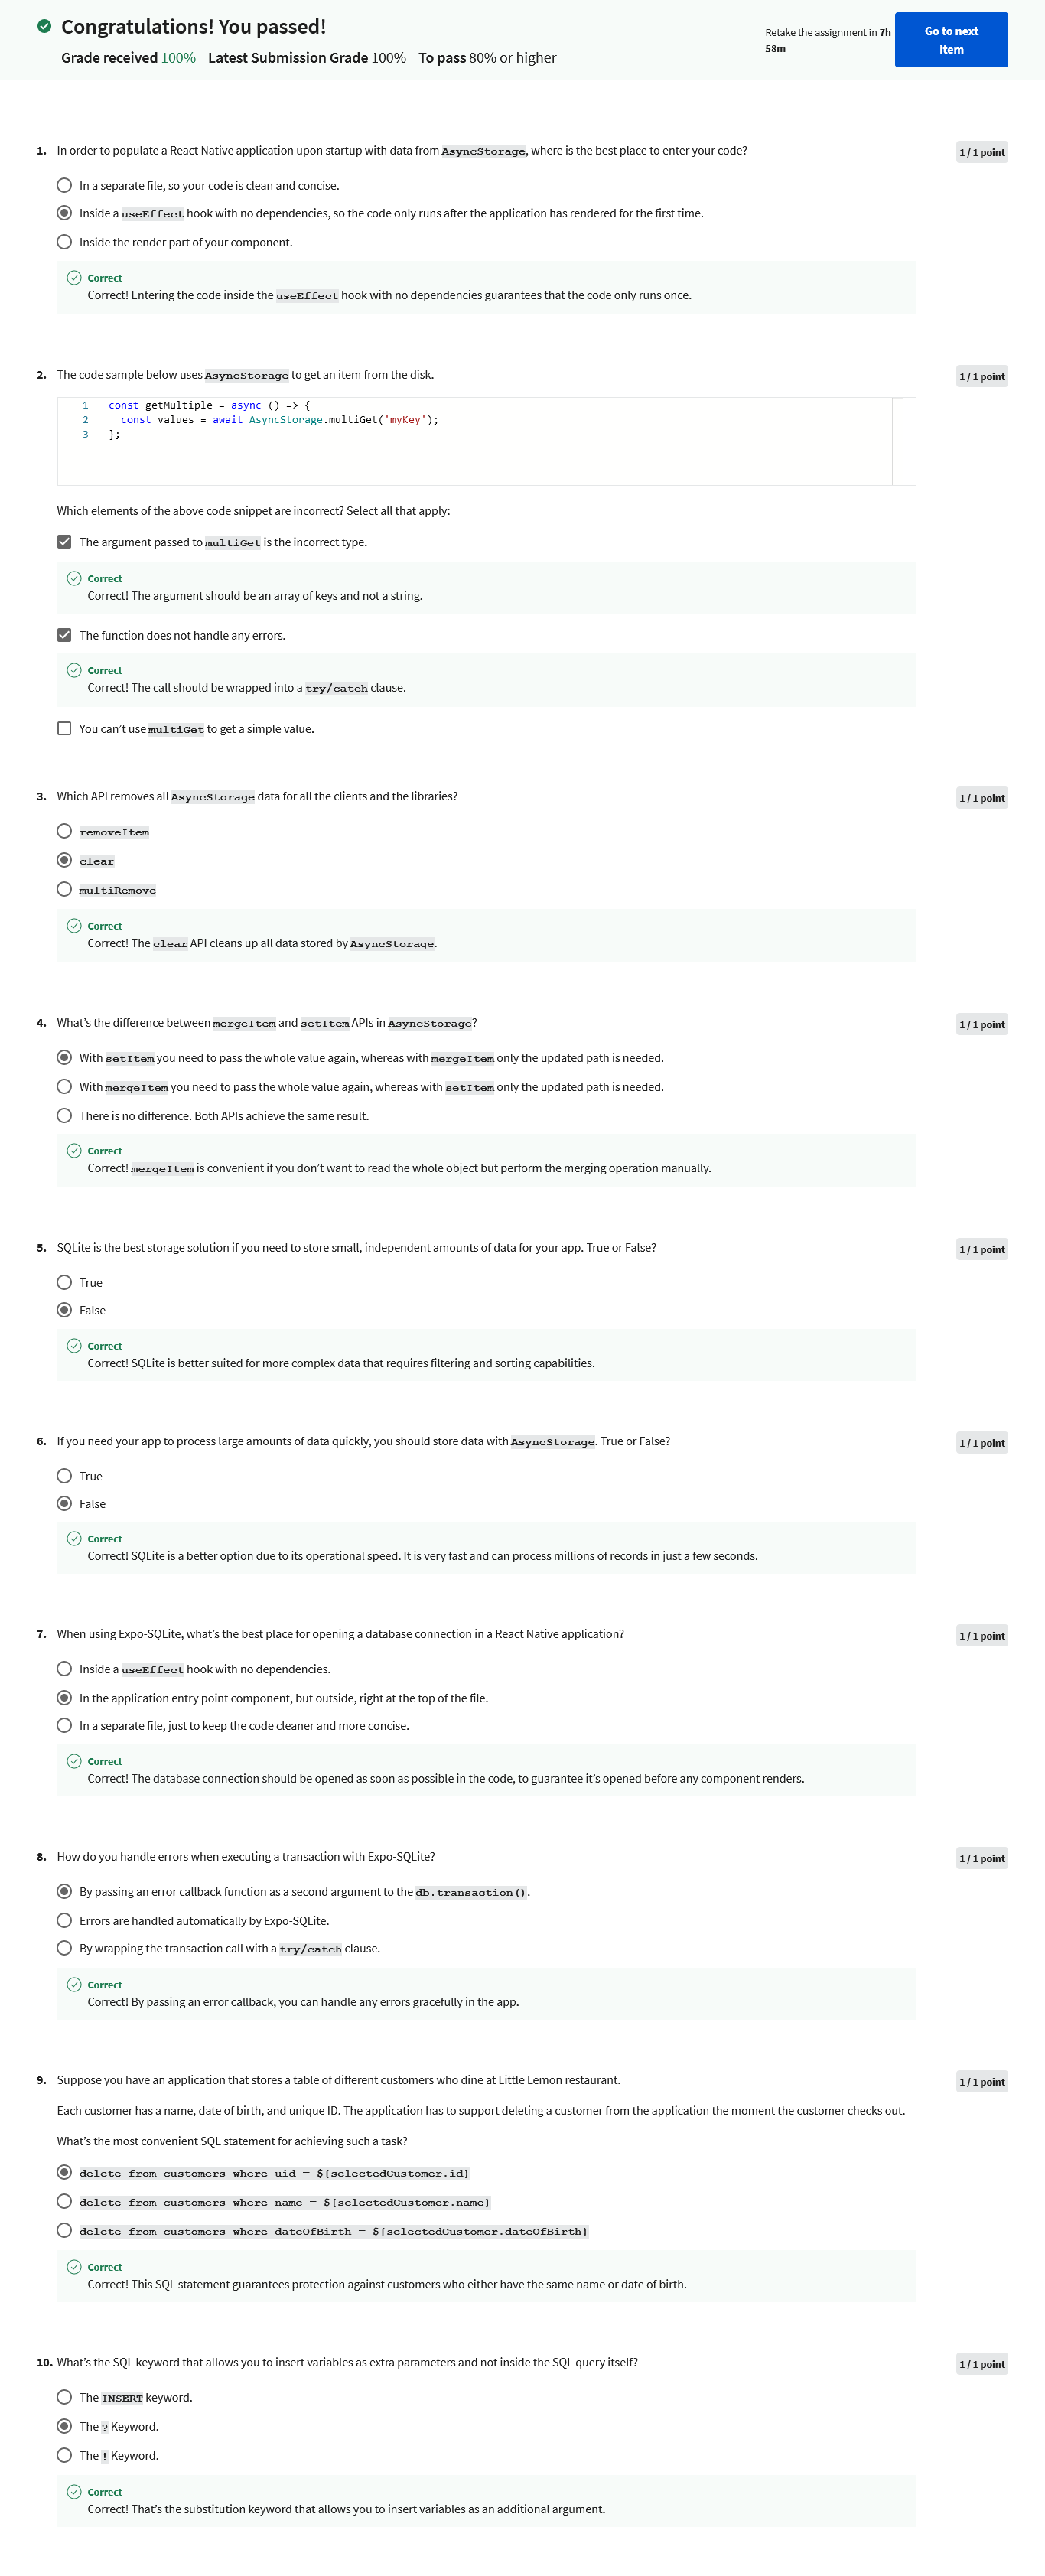 Congratulations! You passed!
Grade received 100% Latest Submission Grade 100% To pass 80% or higher
Retake the assignment in 7h
58m
Go to next
item
1. In order to populate a React Native application upon startup with data from AsyncStorage, where is the best place to enter your code?
1 / 1 point
In a separate file, so your code is clean and concise.
Inside a useEffect hook with no dependencies, so the code only runs after the application has rendered for the first time.
Inside the render part of your component.
Correct
Correct! Entering the code inside the useEffect hook with no dependencies guarantees that the code only runs once.
2. The code sample below uses AsyncStorage to get an item from the disk.
1 / 1 point
1 const getMultiple = async () => {
2 const values = await AsyncStorage.multiGet('myKey');
3 };
Which elements of the above code snippet are incorrect? Select all that apply:
The argument passed to multiGet is the incorrect type.
Correct
Correct! The argument should be an array of keys and not a string.
The function does not handle any errors.
Correct
Correct! The call should be wrapped into a try/catch clause.
You can't use multiGet to get a simple value.
3. Which API removes all AsyncStorage data for all the clients and the libraries?
1 / 1 point
removeItem
clear
multiRemove
Correct
Correct! The clear API cleans up all data stored by AsyncStorage.
4. What's the difference between mergeItem and setItem APIs in AsyncStorage?
1 / 1 point
With setItem you need to pass the whole value again, whereas with mergeItem only the updated path is needed.
With mergeItem you need to pass the whole value again, whereas with setItem only the updated path is needed.
There is no difference. Both APIs achieve the same result.
Correct
Correct! mergeItem is convenient if you don't want to read the whole object but perform the merging operation manually.
5. SQLite is the best storage solution if you need to store small, independent amounts of data for your app. True or False?
1 / 1 point
True
False
Correct
Correct! SQLite is better suited for more complex data that requires filtering and sorting capabilities.
6. If you need your app to process large amounts of data quickly, you should store data with AsyncStorage. True or False?
1 / 1 point
True
False
Correct
Correct! SQLite is a better option due to its operational speed. It is very fast and can process millions of records in just a few seconds.
7. When using Expo-SQLite, what's the best place for opening a database connection in a React Native application?
1 / 1 point
Inside a useEffect hook with no dependencies.
In the application entry point component, but outside, right at the top of the file.
In a separate file, just to keep the code cleaner and more concise.
Correct
Correct! The database connection should be opened as soon as possible in the code, to guarantee it's opened before any component renders.
8. How do you handle errors when executing a transaction with Expo-SQLite?
1 / 1 point
By passing an error callback function as a second argument to the db.transaction().
Errors are handled automatically by Expo-SQLite.
By wrapping the transaction call with a try/catch clause.
Correct
Correct! By passing an error callback, you can handle any errors gracefully in the app.
9. Suppose you have an application that stores a table of different customers who dine at Little Lemon restaurant.
1 / 1 point
Each customer has a name, date of birth, and unique ID. The application has to support deleting a customer from the application the moment the customer checks out.
What's the most convenient SQL statement for achieving such a task?
delete from customers where uid = ${selectedCustomer.id}
delete from customers where name = ${selectedCustomer.name}
delete from customers where dateOfBirth = ${selectedCustomer.dateOfBirth}
Correct
Correct! This SQL statement guarantees protection against customers who either have the same name or date of birth.
10. What's the SQL keyword that allows you to insert variables as extra parameters and not inside the SQL query itself?
1 / 1 point
The INSERT keyword.
The ? Keyword.
The ! Keyword.
Correct
Correct! That's the substitution keyword that allows you to insert variables as an additional argument.